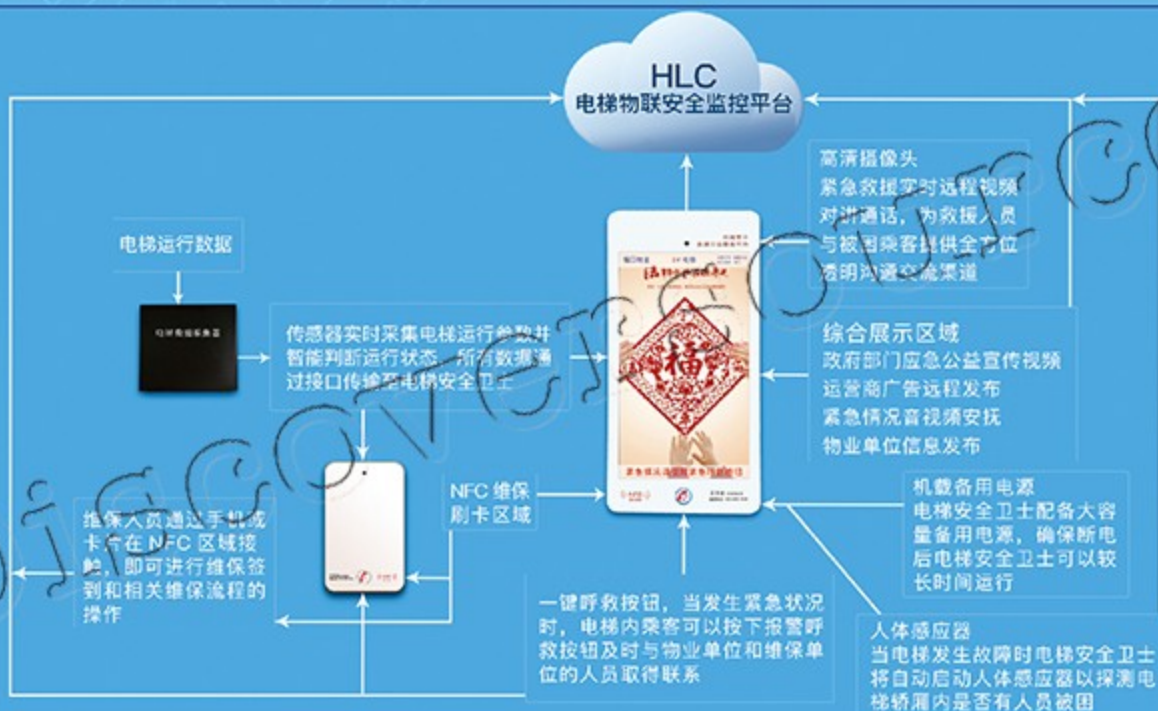 HLC
电梯物联安全监控平台
高清摄像头
紧急救援实时远程视频
对讲通话，为救援人员
与被困乘客提供全方位
透明沟通交流渠道
电梯运行数据
电梯数据采集器
传感器实时采集电梯运行参数并
智能判断运行状态，所有数据通
过接口传输至电梯安全卫士
福
综合展示区域
政府部门应急公益宣传视频
运营商广告远程发布
紧急情况音视频安抚
物业单位信息发布
NFC 维保
刷卡区域
机载备用电源
电梯安全卫士配备大容
量备用电源，确保断电
后电梯安全卫士可以较
长时间运行
维保人员通过手机或
卡片在 NFC 区域接
触，即可进行维保签
到和相关维保流程的
操作
一键呼救按钮，当发生紧急状况
时，电梯内乘客可以按下报警呼
救按钮及时与物业单位和维保单
位的人员取得联系
人体感应器
当电梯发生故障时电梯安全卫士
将自动启动人体感应器以探测电
梯轿厢内是否有人员被困